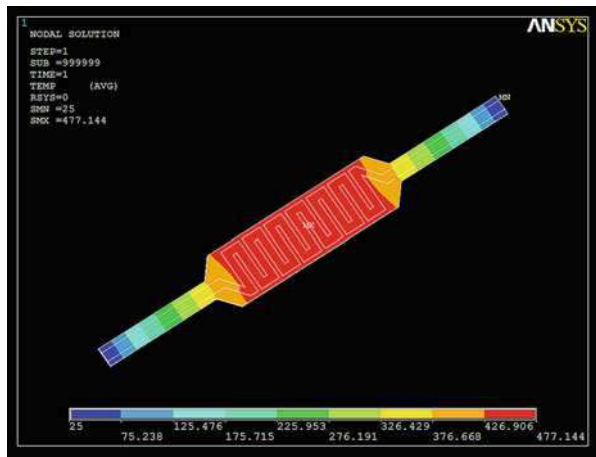 1
ANSYS
NODAL SOLUTION
STEP=1
SUB =999999
TIME=1
TEMP (AVG)
RSYS=0
SMN =25
SMX =477.144
MN
MX
25 125.476 225.953 326.429 426.906
75.238 175.715 276.191 376.668 477.144